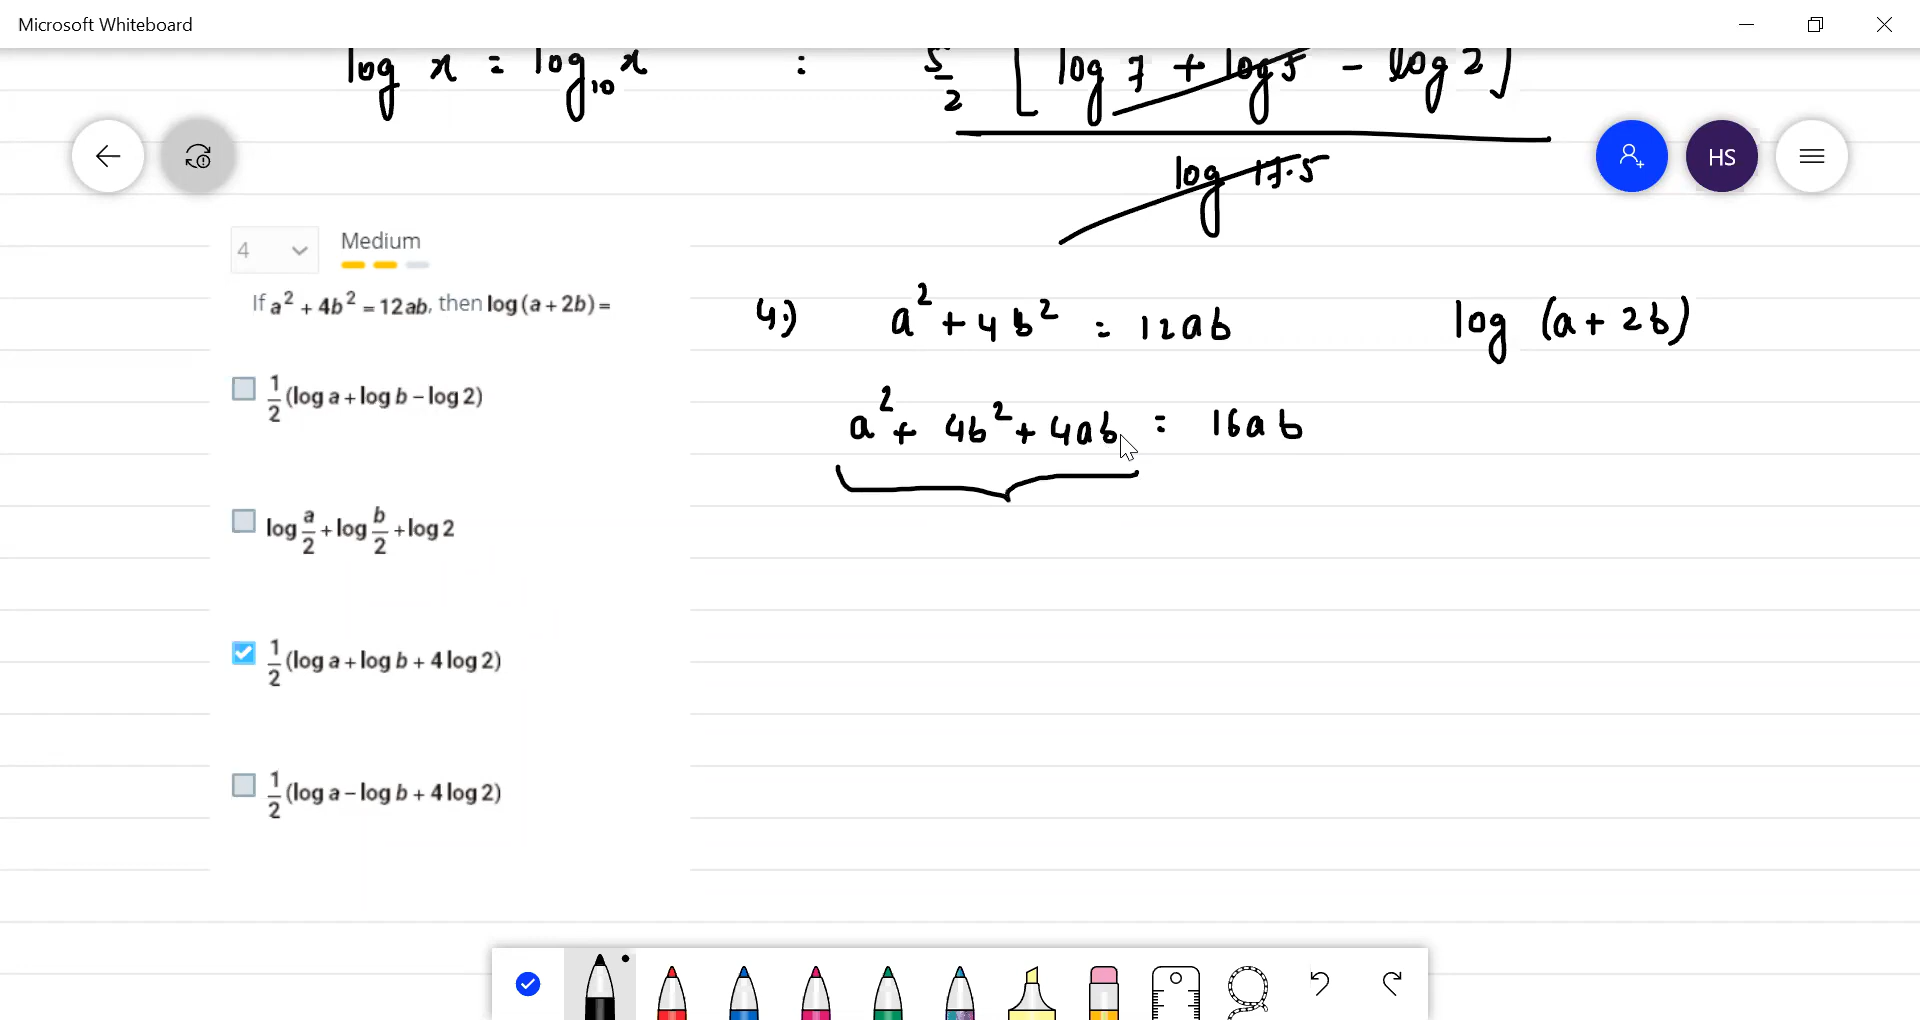 Microsoft Whiteboard
log x = log₁₀ x : 5/2 [log 7 + log 5 - log 2]
log 17.5
HS
4
Medium
If a² + 4b² = 12ab, then log(a + 2b) =
1/2 (log a + log b – log 2)
log a/2 + log b/2 + log 2
1/2 (log a + log b + 4 log 2)
1/2 (log a – log b + 4 log 2)
4:) a² + 4b² = 12ab log (a + 2b)
a² + 4b² + 4ab = 16ab